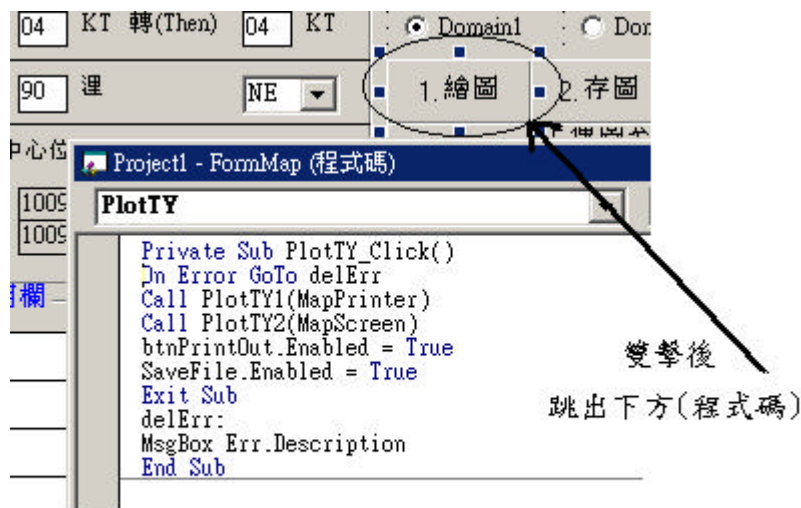 04 KT 轉(Then) 04 KT Domain1
90 浬 NE 1.繪圖 2.存圖
中心位
Project1 - FormMap (程式碼)
PlotTY
Private Sub PlotTY_Click()
On Error GoTo delErr
Call PlotTY1(MapPrinter)
Call PlotTY2(MapScreen)
btnPrintOut.Enabled = True
SaveFile.Enabled = True
Exit Sub
delErr:
MsgBox Err.Description
End Sub
雙擊後
跳出下方(程式碼)